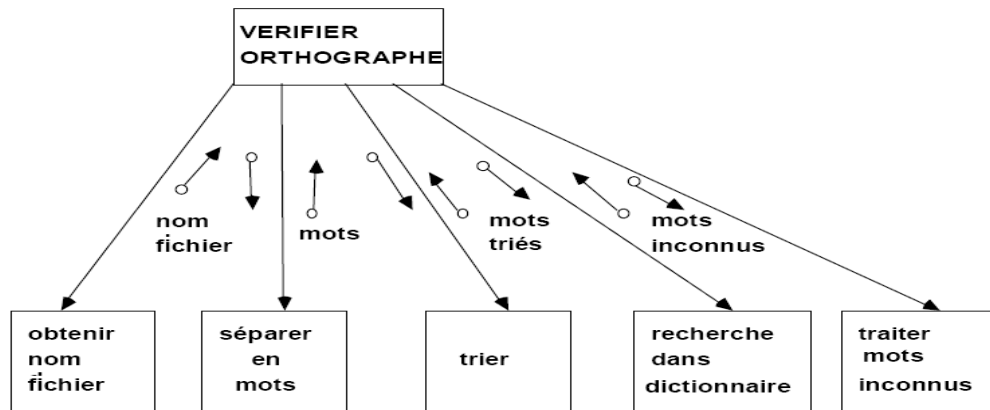 VERIFIER
ORTHOGRAPHE
nom
fichier
mots
mots
triés
mots
inconnus
obtenir
nom
fichier
séparer
en
mots
trier
recherche
dans
dictionnaire
traiter
mots
inconnus